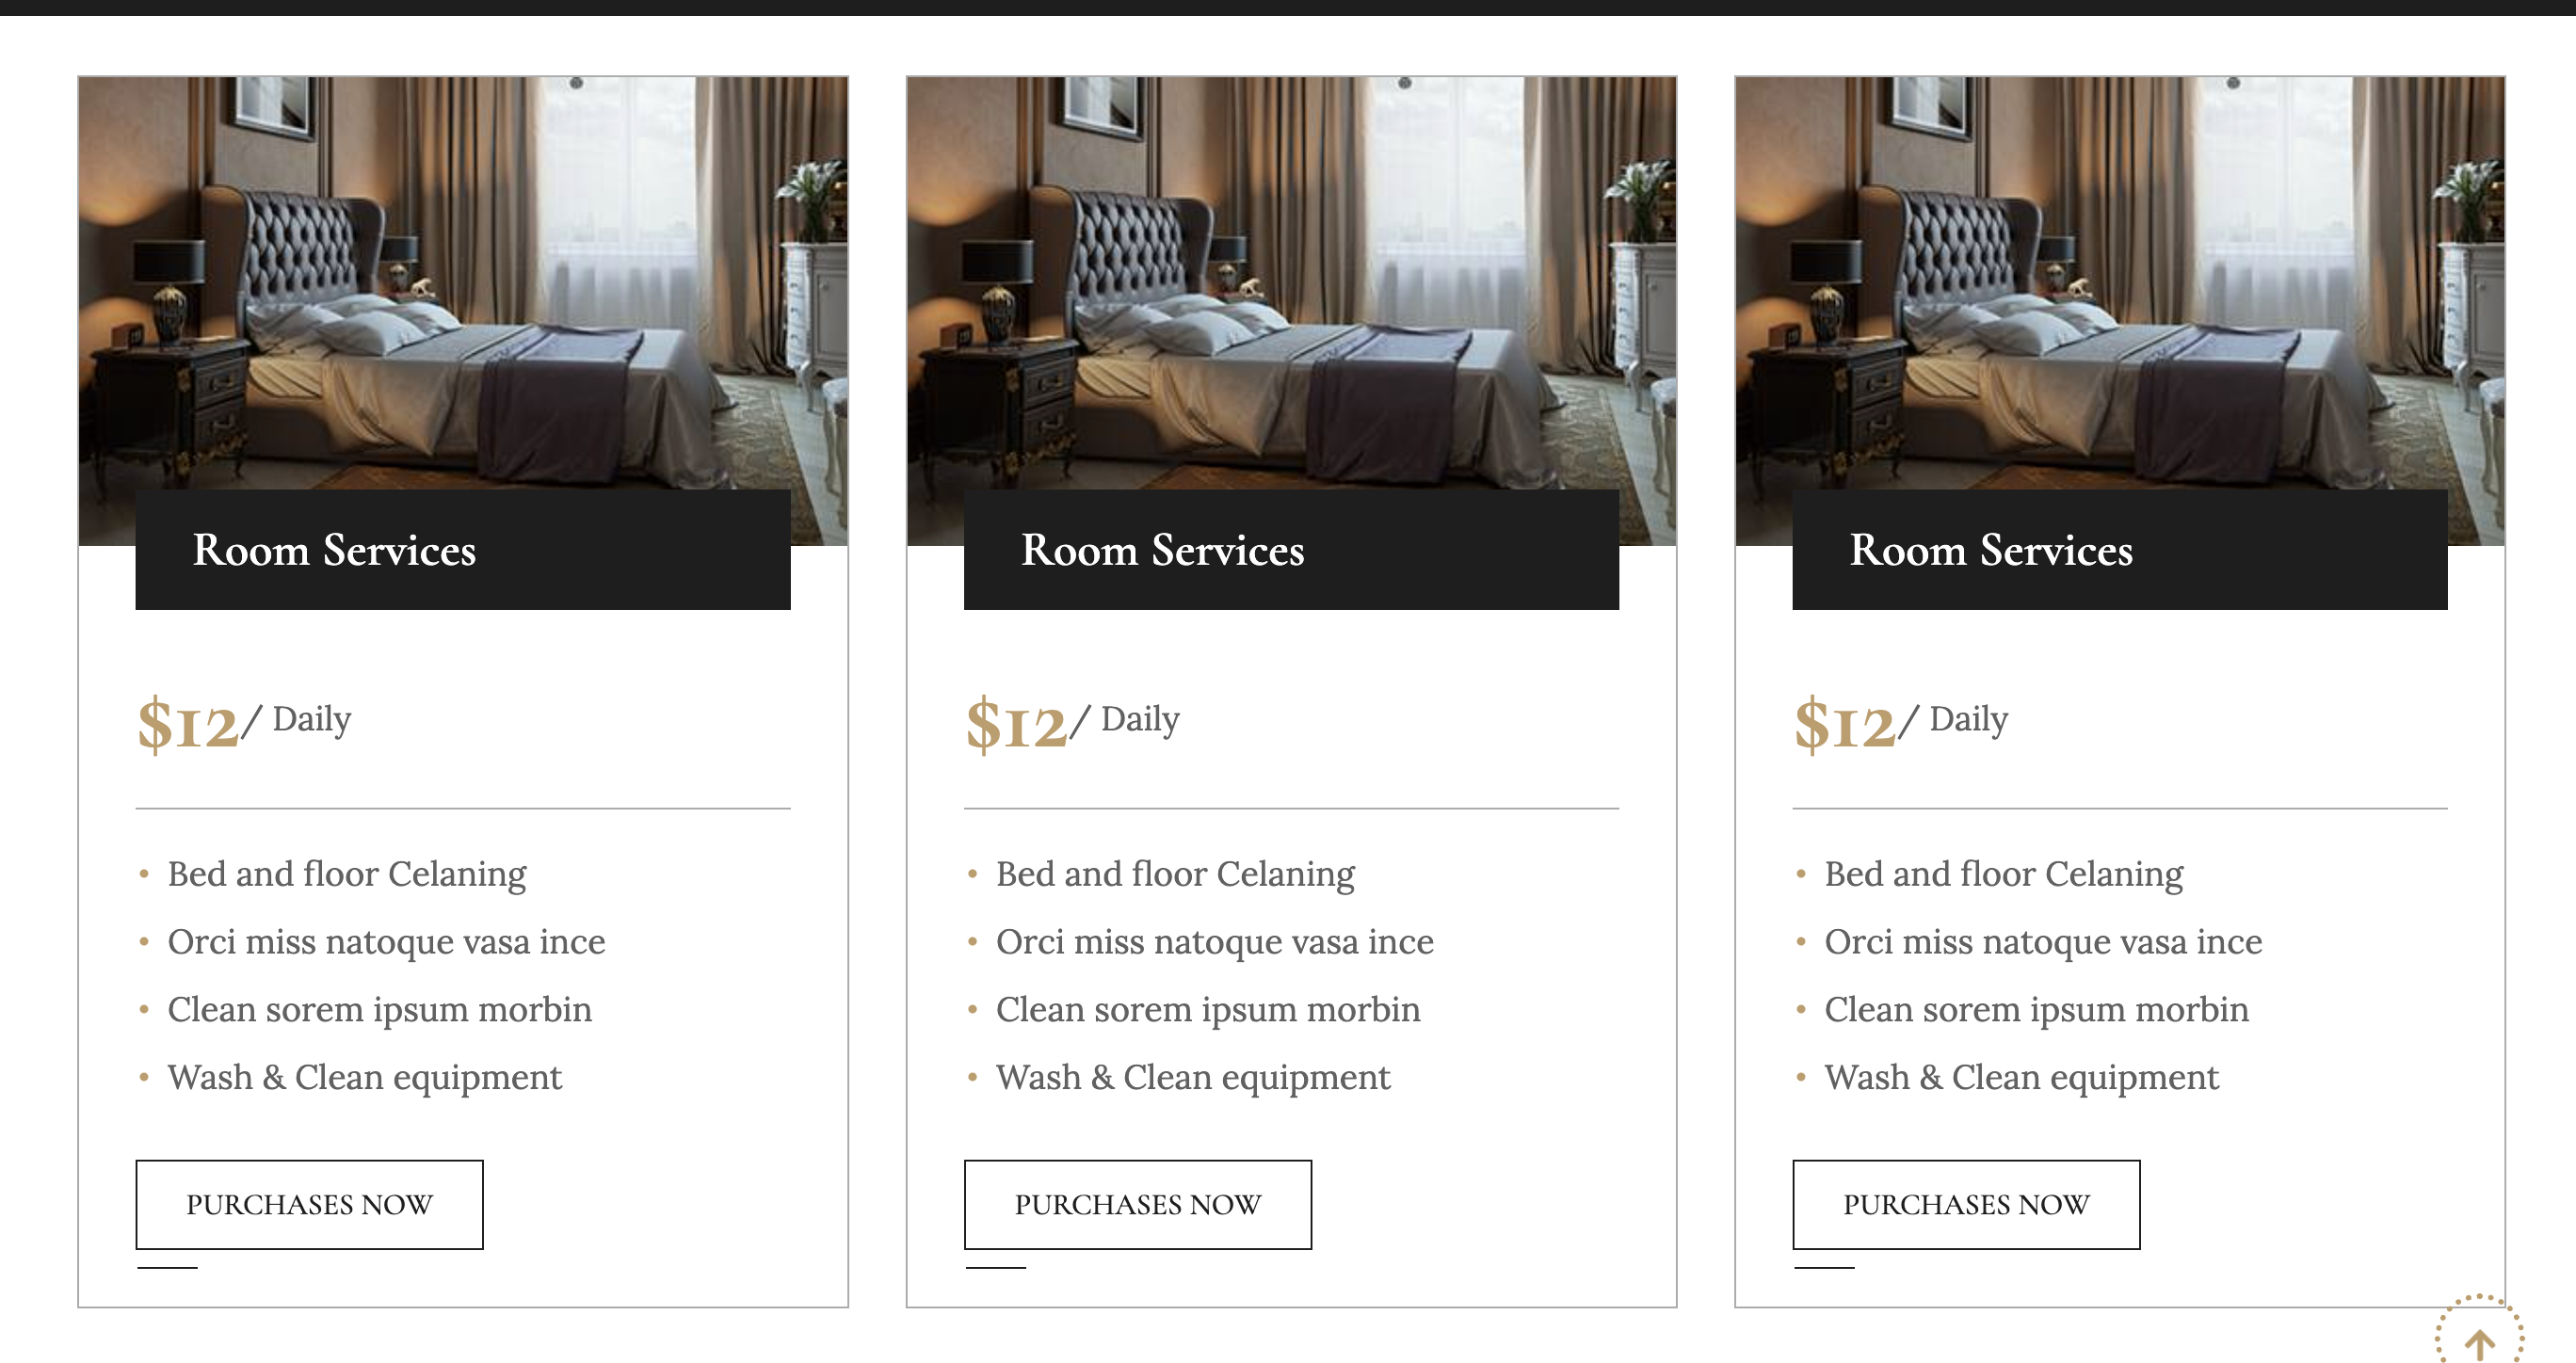 Room Services
$12/ Daily
• Bed and floor Celaning
• Orci miss natoque vasa ince
• Clean sorem ipsum morbin
• Wash & Clean equipment
PURCHASES NOW
Room Services
$12/ Daily
• Bed and floor Celaning
• Orci miss natoque vasa ince
• Clean sorem ipsum morbin
• Wash & Clean equipment
PURCHASES NOW
Room Services
$12/ Daily
• Bed and floor Celaning
• Orci miss natoque vasa ince
• Clean sorem ipsum morbin
• Wash & Clean equipment
PURCHASES NOW